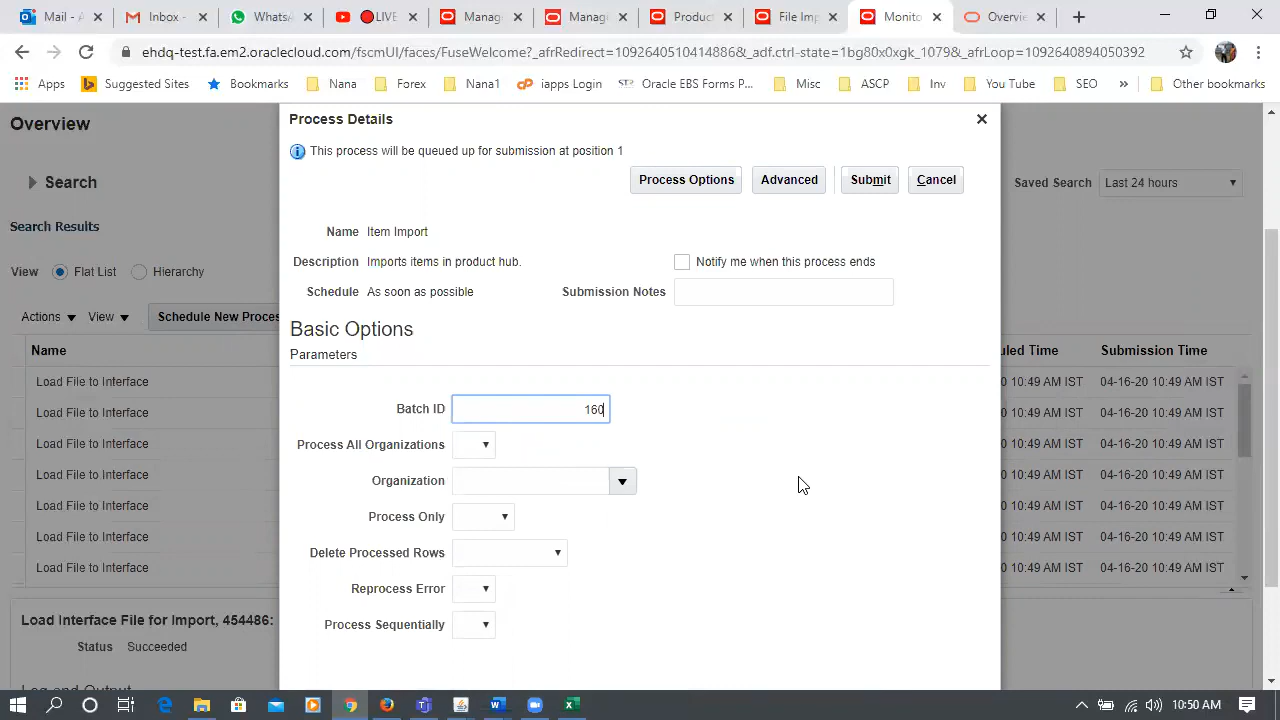 Mail - A
Inbox -
WhatsA
LIVE
Manag
Manag
Product
File Im
Monito
Overvie
ehdq-test.fa.em2.oraclecloud.com/fscmUI/faces/FuseWelcome?_afrRedirect=10926405104148​36&_adf.ctrl-state=1bg80x0xgk_1079&_afrLoop=1092640894050392
Apps
Suggested Sites
Bookmarks
Nana
Forex
Nana1
iapps Login
Oracle EBS Forms P...
Misc
ASCP
Inv
You Tube
SEO
»
Other bookmarks
Overview
Process Details
This process will be queued up for submission at position 1
Process Options
Advanced
Submit
Cancel
Search
Saved Search
Last 24 hours
Search Results
Name Item Import
View
Flat List
Hierarchy
Description Imports items in product hub.
Notify me when this process ends
Schedule As soon as possible
Submission Notes
Actions
View
Schedule New Proces
Basic Options
Parameters
Name
uled Time
Submission Time
Load File to Interface
0 10:49 AM IST
04-16-20 10:49 AM IST
Load File to Interface
0 10:49 AM IST
04-16-20 10:49 AM IST
Load File to Interface
0 10:49 AM IST
04-16-20 10:49 AM IST
Load File to Interface
0 10:49 AM IST
04-16-20 10:49 AM IST
Load File to Interface
0 10:49 AM IST
04-16-20 10:49 AM IST
Load File to Interface
0 10:49 AM IST
04-16-20 10:49 AM IST
Load File to Interface
0 10:49 AM IST
04-16-20 10:49 AM IST
Batch ID 160
Process All Organizations
Organization
Process Only
Delete Processed Rows
Reprocess Error
Process Sequentially
Load Interface File for Import, 454486:
Status Succeeded
Log and Output
10:50 AM